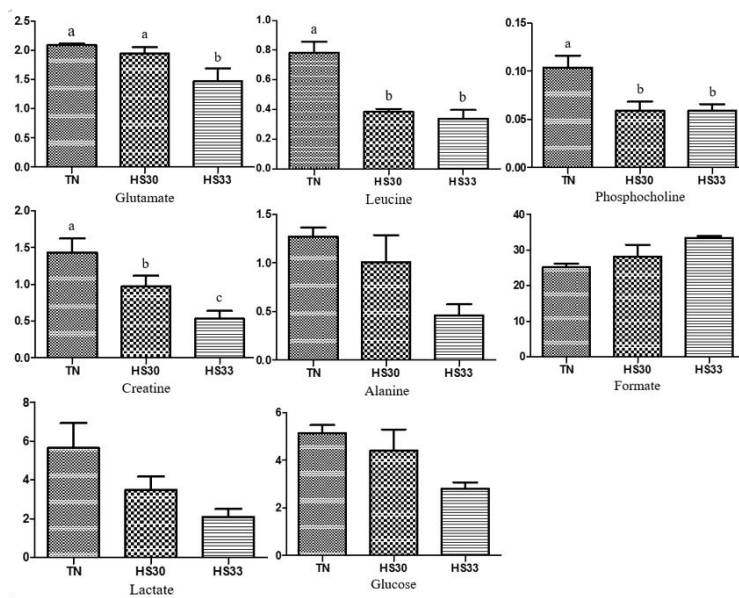 2.5
2.0
1.5
1.0
0.5
0.0
a
a
b
TN
HS30
HS33
Glutamate
1.0
0.8
0.6
0.4
0.2
0.0
a
b
b
TN
HS30
HS33
Leucine
0.15
0.10
0.05
0.00
a
b
b
TN
HS30
HS33
Phosphocholine
2.0
1.5
1.0
0.5
0.0
a
b
c
TN
HS30
HS33
Creatine
1.5
1.0
0.5
0.0
TN
HS30
HS33
Alanine
40
30
20
10
0
TN
HS30
HS33
Formate
8
6
4
2
0
TN
HS30
HS33
Lactate
6
4
2
0
TN
HS30
HS33
Glucose